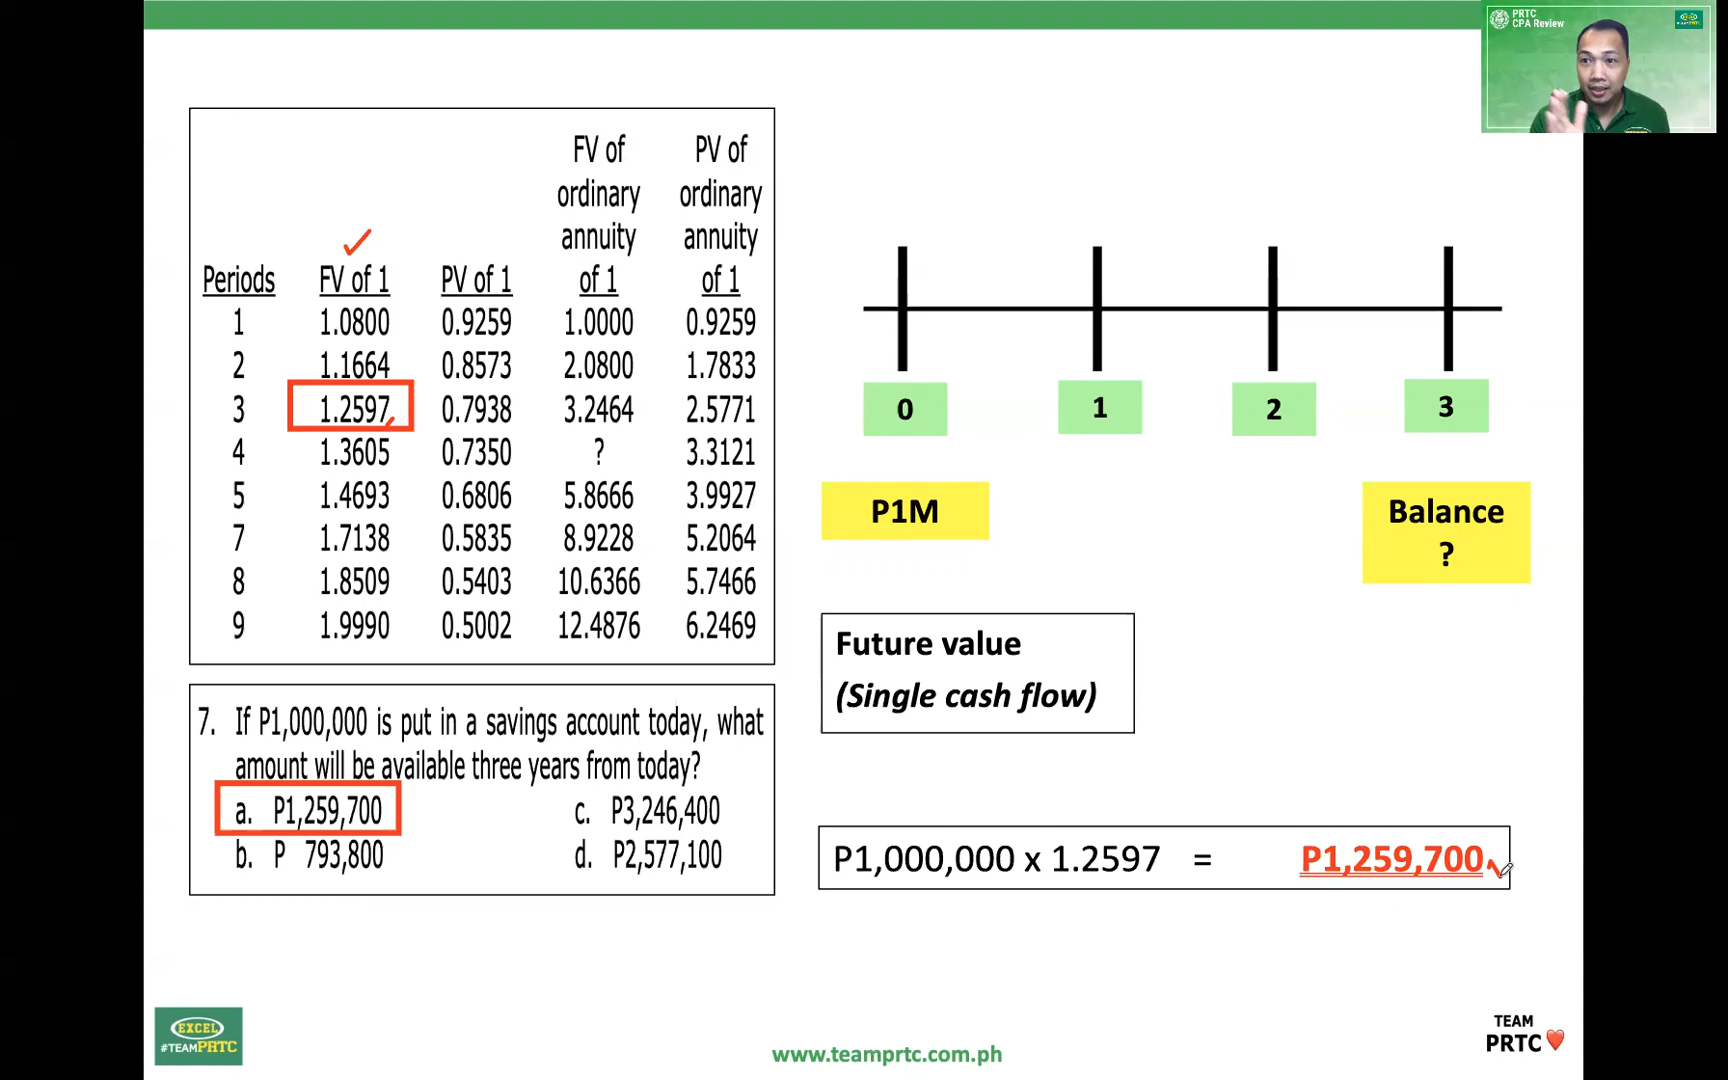 PRTC
CPA Review
FV of PV of
ordinary ordinary
annuity annuity
Periods FV of 1 PV of 1 of 1 of 1
1 1.0800 0.9259 1.0000 0.9259
2 1.1664 0.8573 2.0800 1.7833
3 1.2597 0.7938 3.2464 2.5771
4 1.3605 0.7350 ? 3.3121
5 1.4693 0.6806 5.8666 3.9927
7 1.7138 0.5835 8.9228 5.2064
8 1.8509 0.5403 10.6366 5.7466
9 1.9990 0.5002 12.4876 6.2469
0 1 2 3
P1M
Balance
?
Future value
(Single cash flow)
7. If P1,000,000 is put in a savings account today, what
amount will be available three years from today?
a. P1,259,700 c. P3,246,400
b. P 793,800 d. P2,577,100
P1,000,000 x 1.2597 = P1,259,700
EXCEL
#TEAMPRTC
www.teamprtc.com.ph
TEAM
PRTC